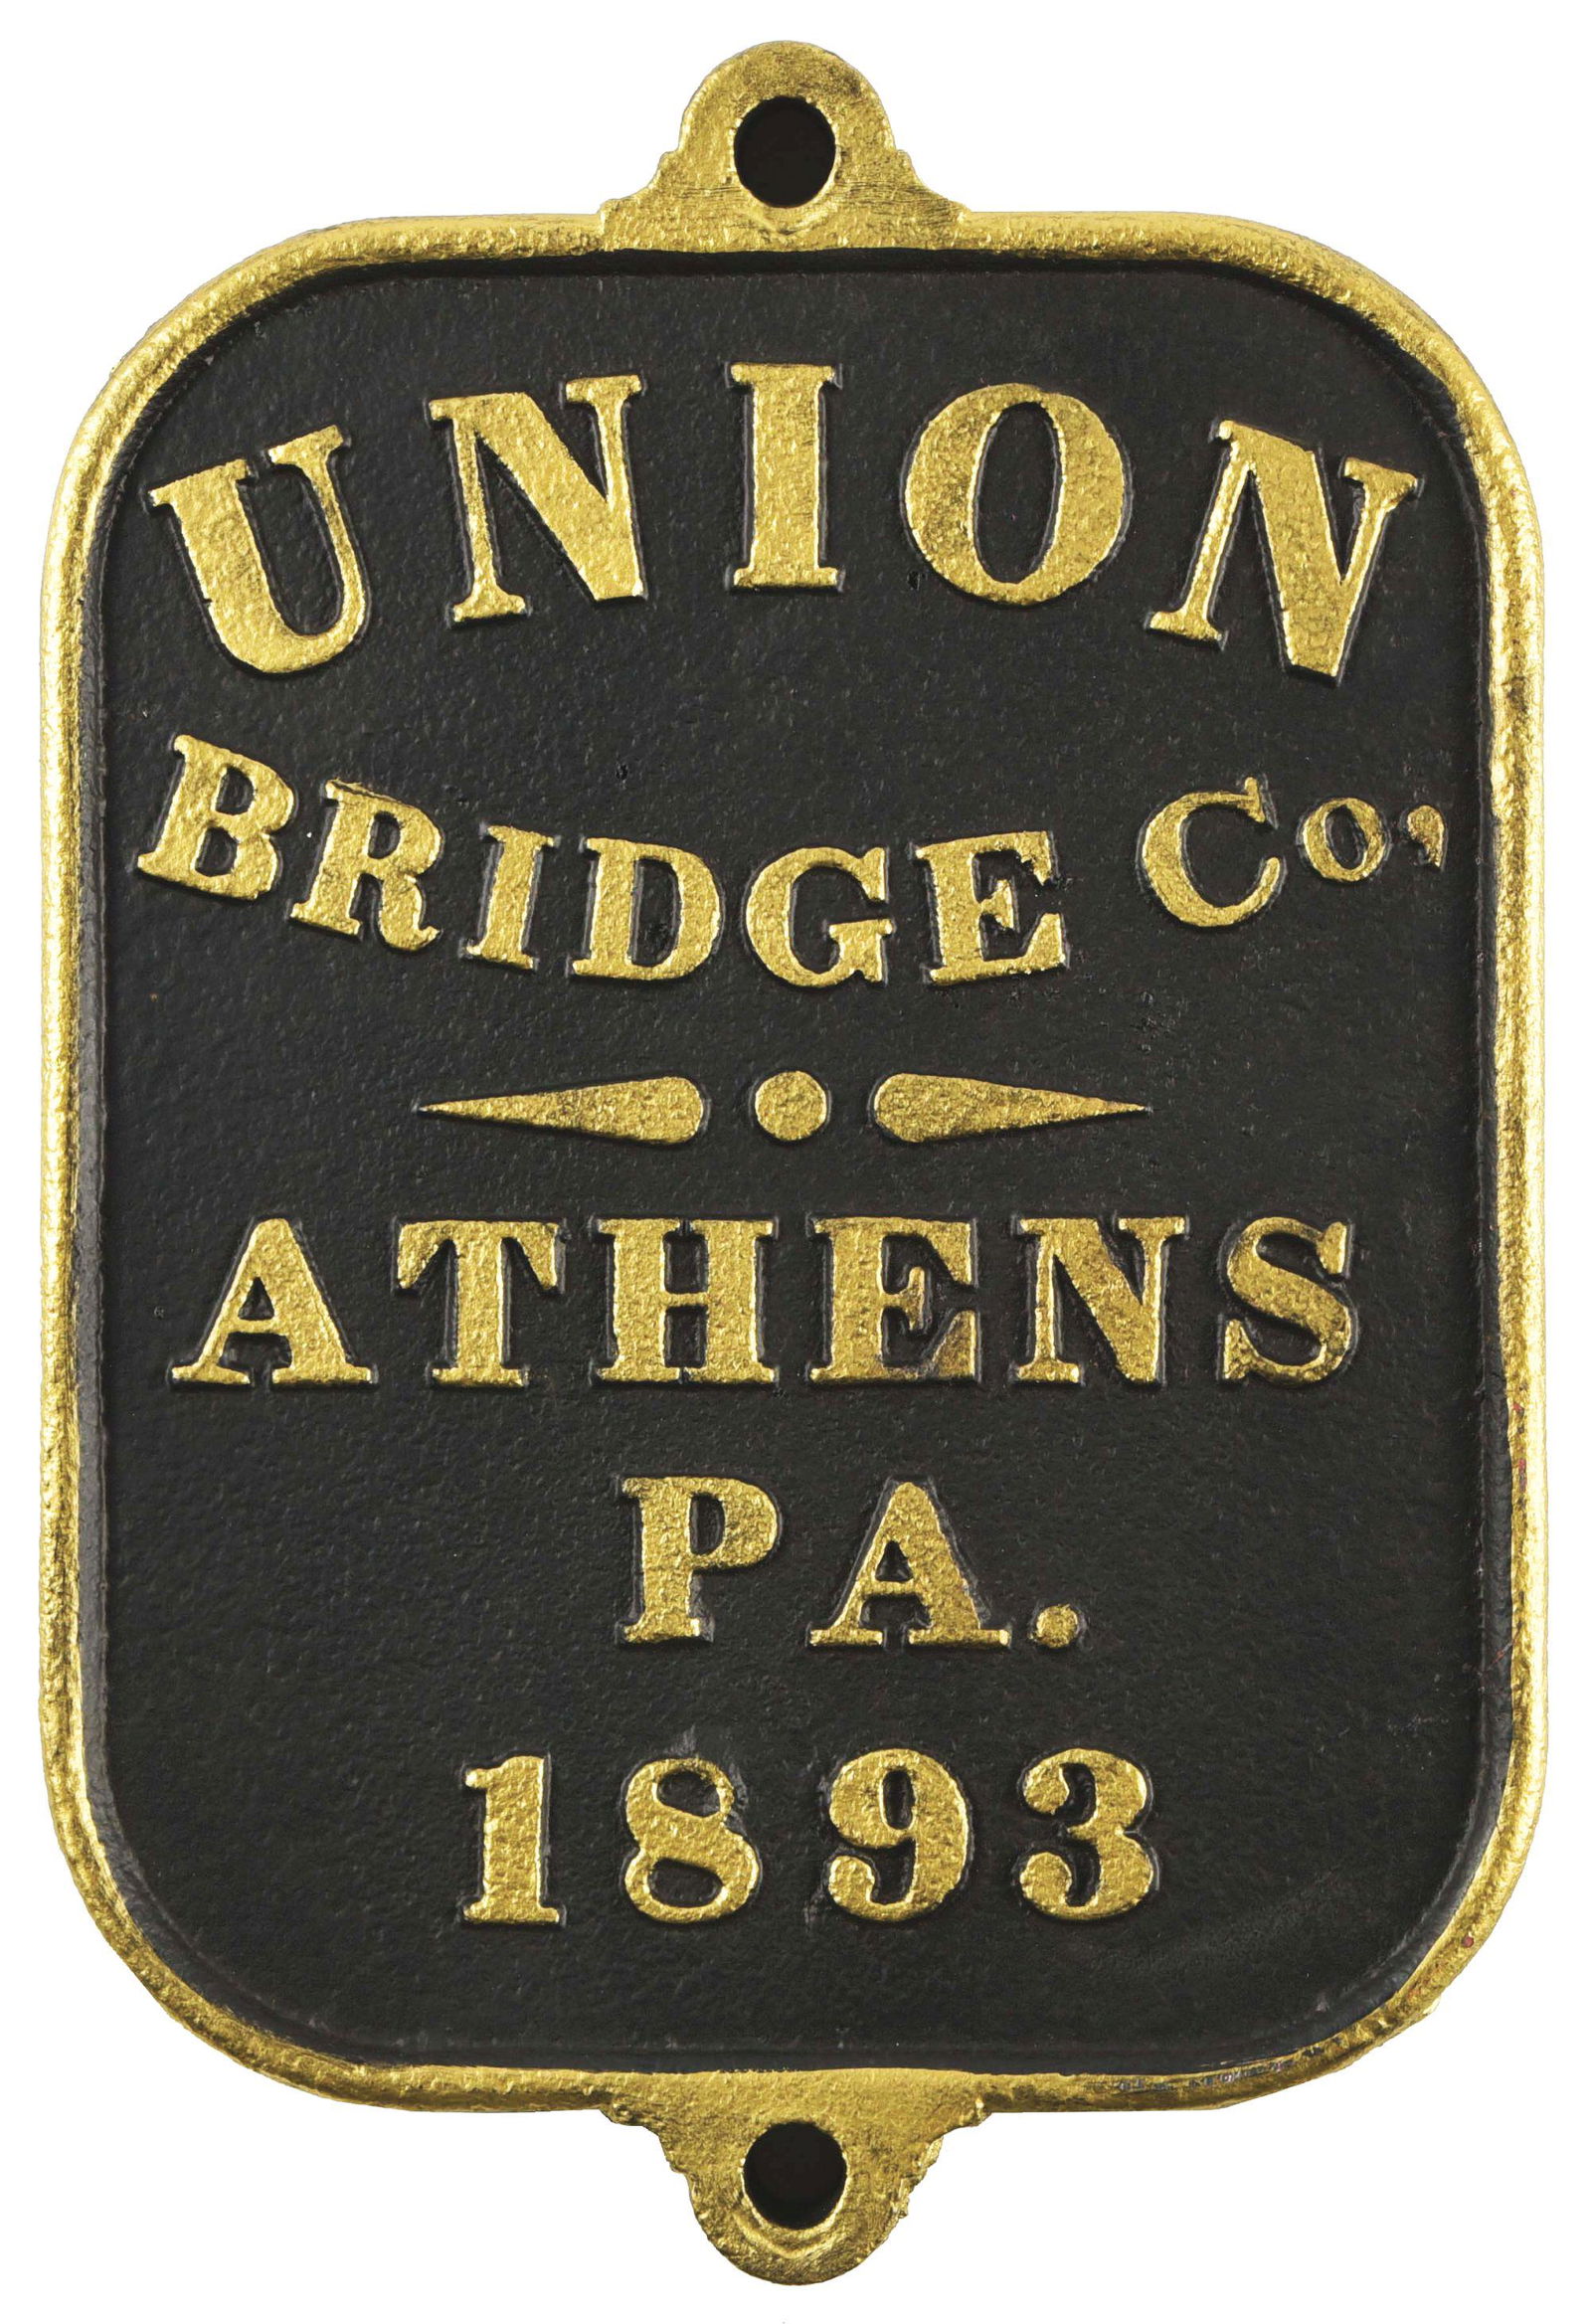 UNION
BRIDGE Co,
ATHENS
PA.
1893